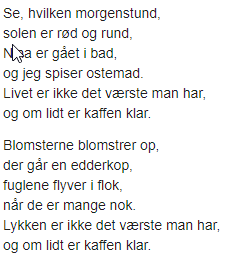 Se, hvilken morgenstund,
solen er rød og rund,
er gået i bad,
og jeg spiser ostemad.
Livet er ikke det værste man har,
og om lidt er kaffen klar.
Blomsterne blomstrer op,
der går en edderkop,
fuglene flyver i flok,
når de er mange nok.
Lykken er ikke det værste man har,
og om lidt er kaffen klar.